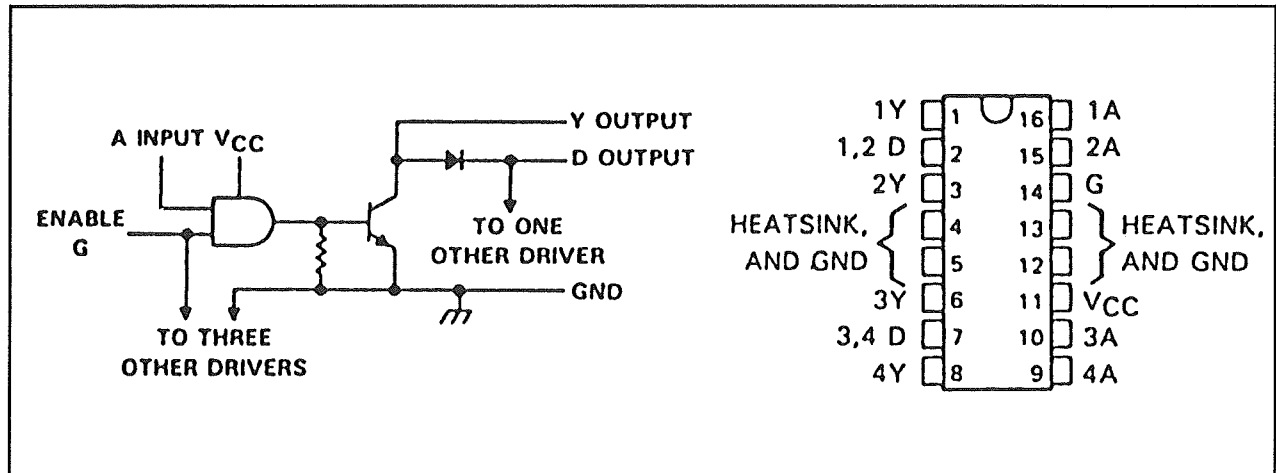 A INPUT VCC
ENABLE
G
TO THREE
OTHER DRIVERS
Y OUTPUT
D OUTPUT
TO ONE
OTHER DRIVER
GND
1Y 1 16 1A
1,2 D 2 15 2A
2Y 3 14 G
HEATSINK, 4 13 HEATSINK,
AND GND 5 12 AND GND
3Y 6 11 VCC
3,4 D 7 10 3A
4Y 8 9 4A